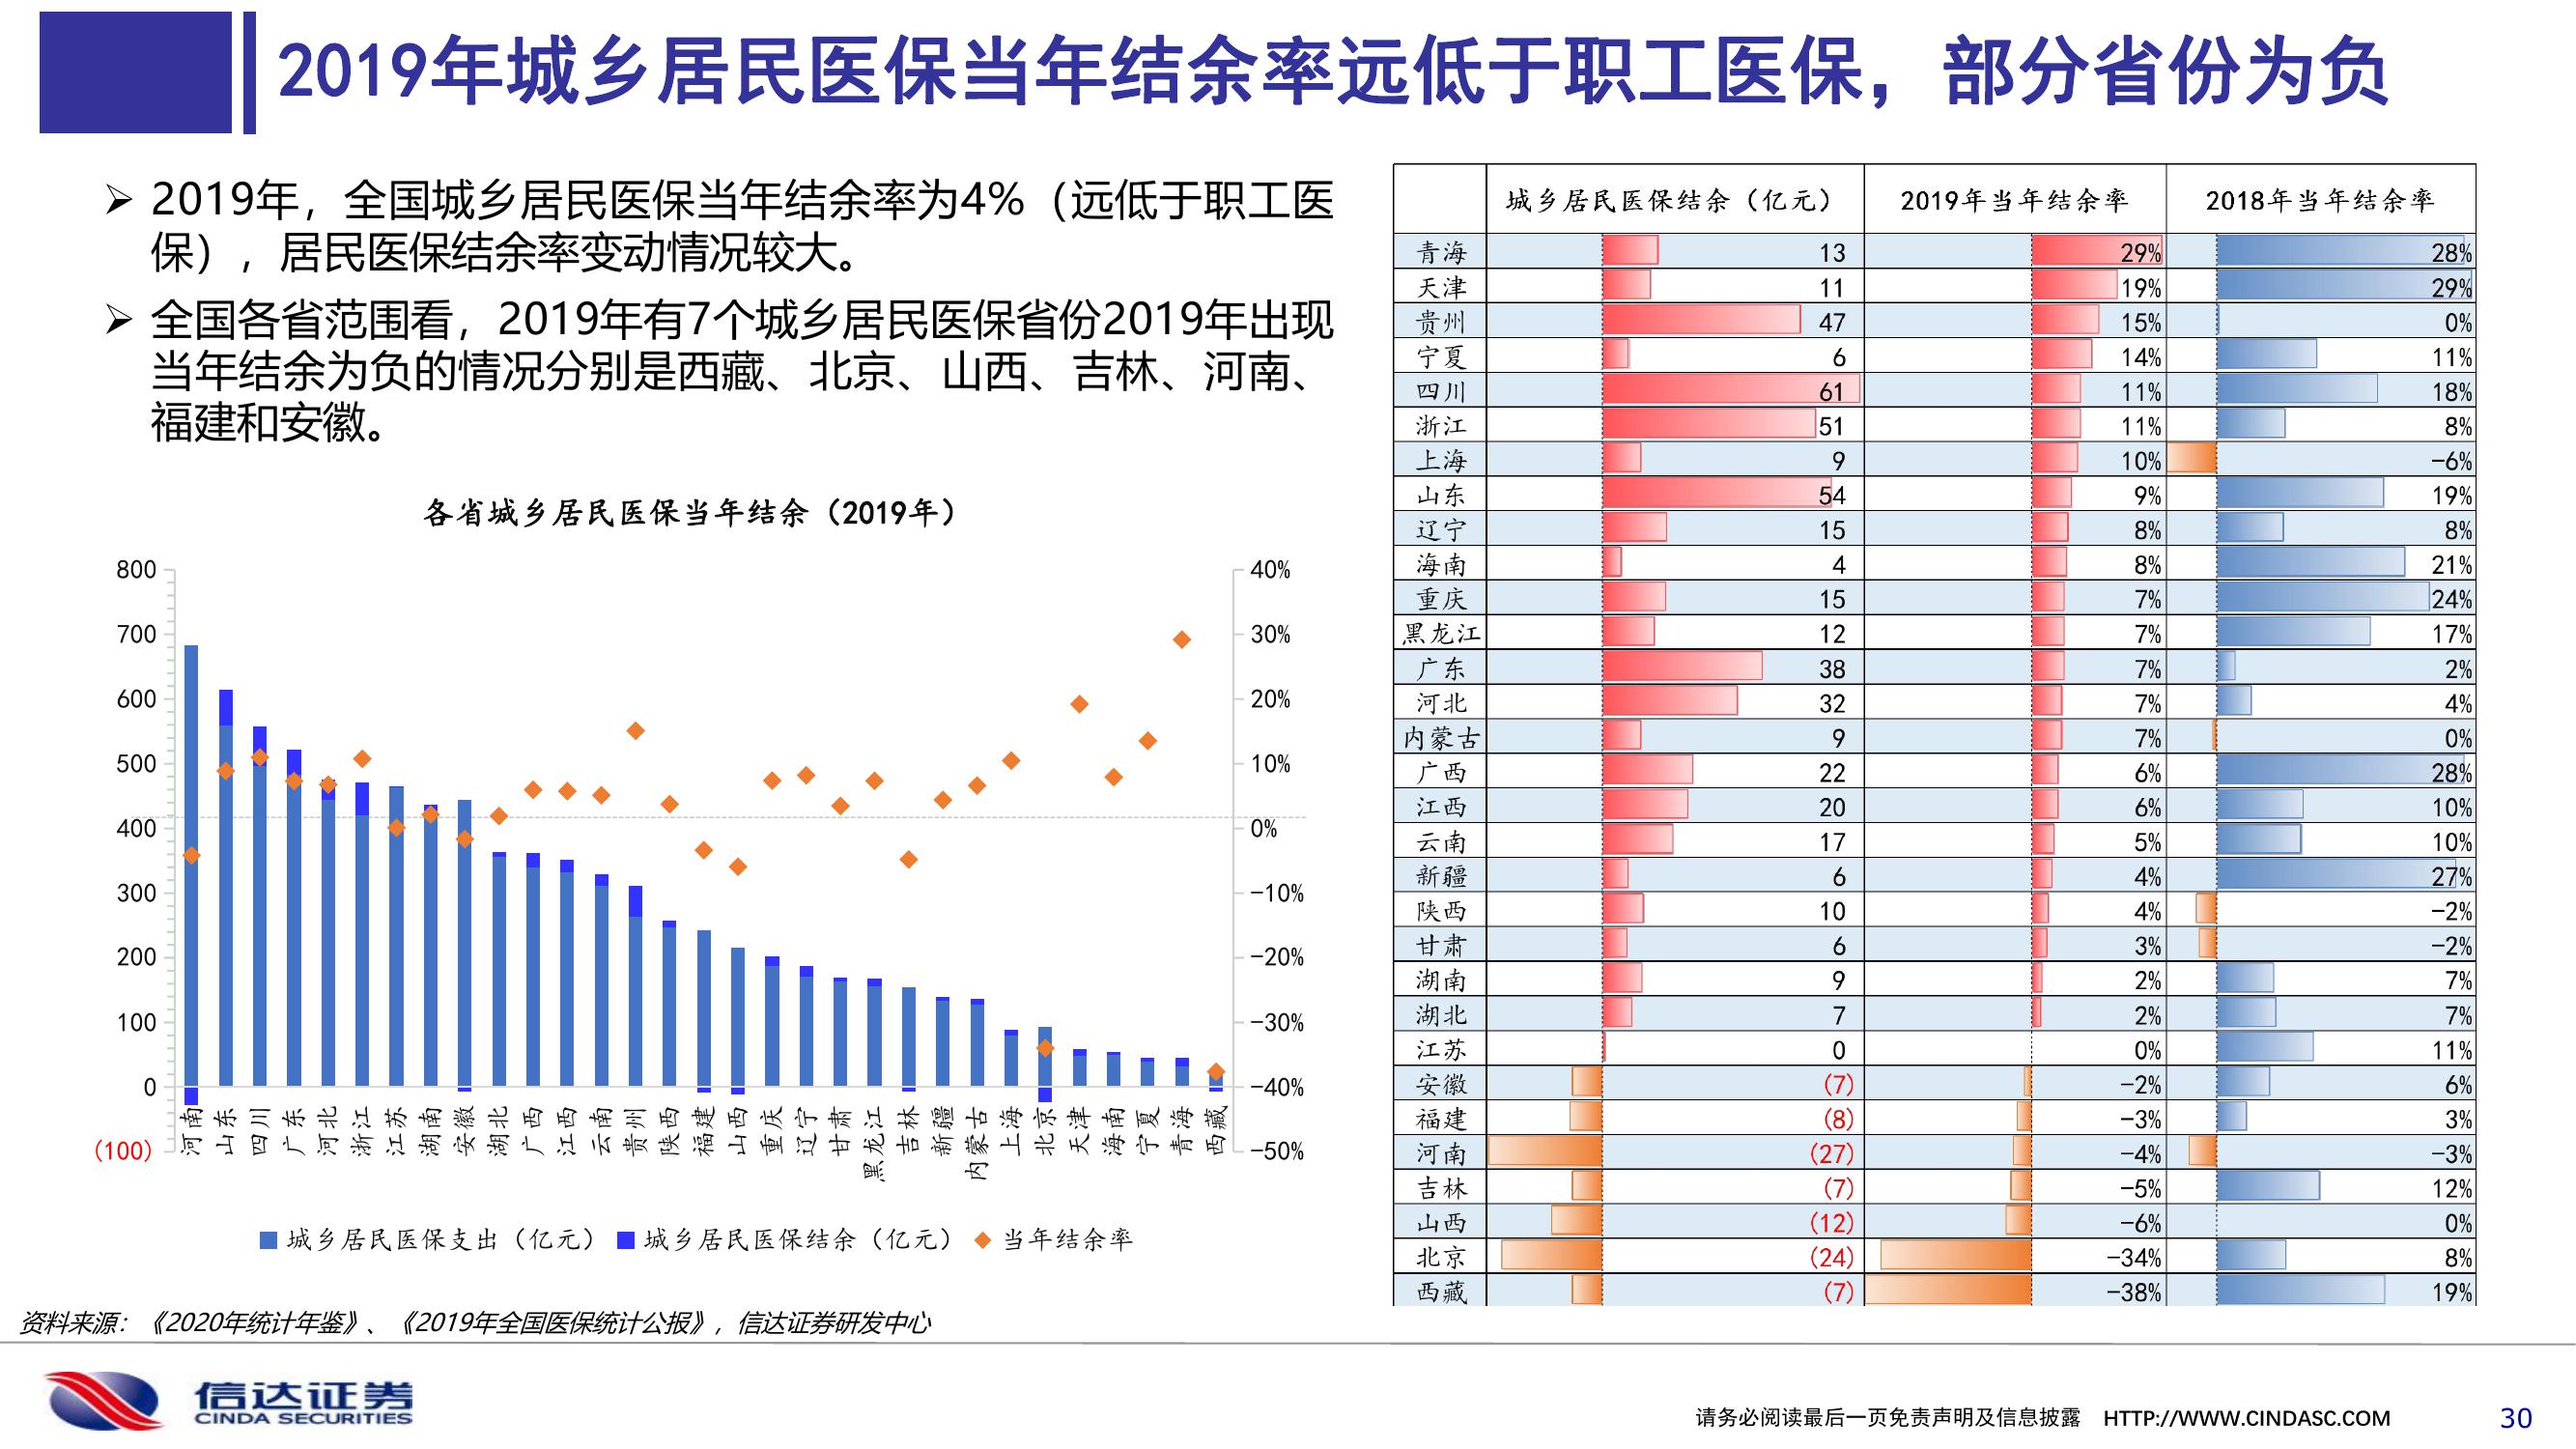 2019年城乡居民医保当年结余率远低于职工医保，部分省份为负
➢ 2019年，全国城乡居民医保当年结余率为4%（远低于职工医
保），居民医保结余率变动情况较大。
➢ 全国各省范围看，2019年有7个城乡居民医保省份2019年出现
当年结余为负的情况分别是西藏、北京、山西、吉林、河南、
福建和安徽。
各省城乡居民医保当年结余（2019年）
800
700
600
500
400
300
200
100
0
(100)
40%
30%
20%
10%
0%
-10%
-20%
-30%
-40%
-50%
河南
山东
四川
广东
河北
浙江
江苏
湖南
安徽
湖北
广西
江西
云南
贵州
陕西
福建
山西
重庆
辽宁
甘肃
黑龙江
吉林
新疆
内蒙古
上海
北京
天津
海南
宁夏
青海
西藏
城乡居民医保支出（亿元） 城乡居民医保结余（亿元） 当年结余率
城乡居民医保结余（亿元） 2019年当年结余率 2018年当年结余率
青海 13 29% 28%
天津 11 19% 29%
贵州 47 15% 0%
宁夏 6 14% 11%
四川 61 11% 18%
浙江 51 11% 8%
上海 9 10% -6%
山东 54 9% 19%
辽宁 15 8% 8%
海南 4 8% 21%
重庆 15 7% 24%
黑龙江 12 7% 17%
广东 38 7% 2%
河北 32 7% 4%
内蒙古 9 7% 0%
广西 22 6% 28%
江西 20 6% 10%
云南 17 5% 10%
新疆 6 4% 27%
陕西 10 4% -2%
甘肃 6 3% -2%
湖南 9 2% 7%
湖北 7 2% 7%
江苏 0 0% 11%
安徽 (7) -2% 6%
福建 (8) -3% 3%
河南 (27) -4% -3%
吉林 (7) -5% 12%
山西 (12) -6% 0%
北京 (24) -34% 8%
西藏 (7) -38% 19%
资料来源：《2020年统计年鉴》、《2019年全国医保统计公报》，信达证券研发中心
信达证券
CINDA SECURITIES
请务必阅读最后一页免责声明及信息披露 HTTP://WWW.CINDASC.COM 30